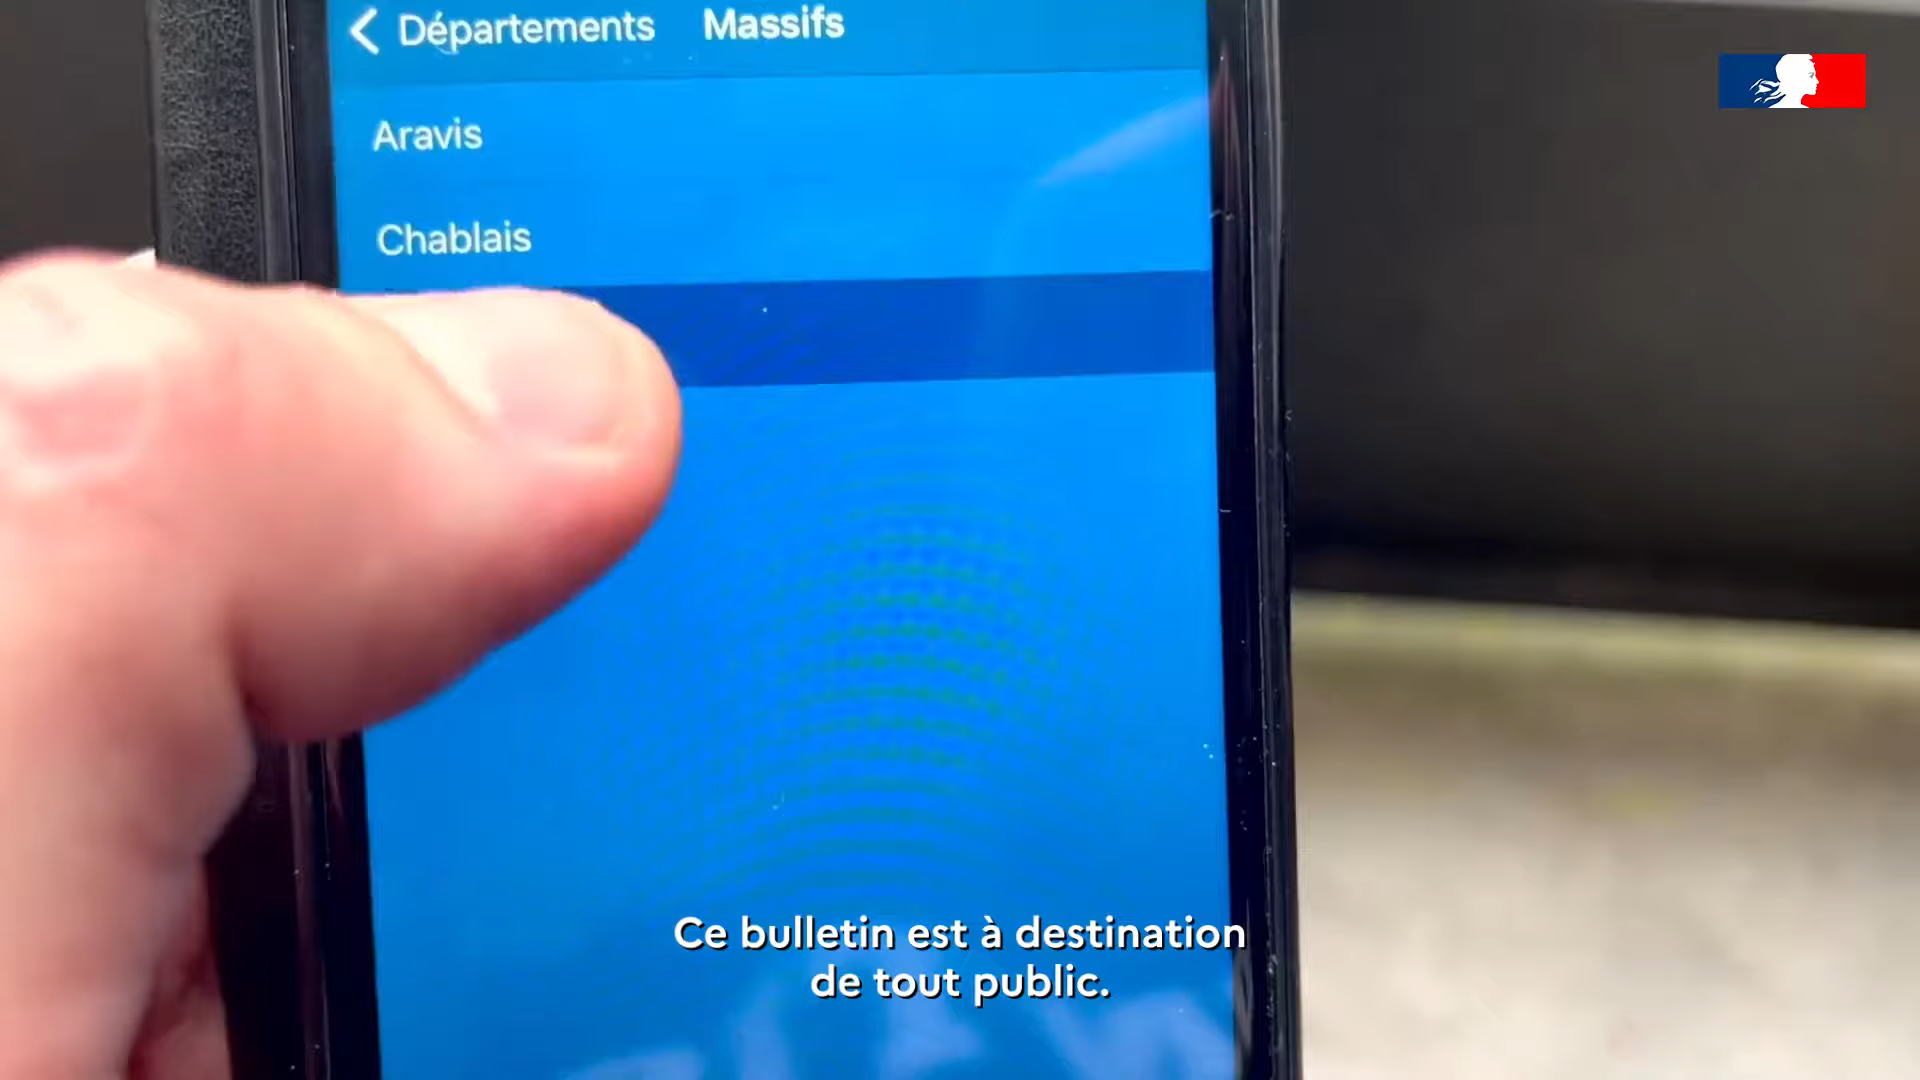 Départements Massifs
Aravis
Chablais
Ce bulletin est à destination
de tout public.